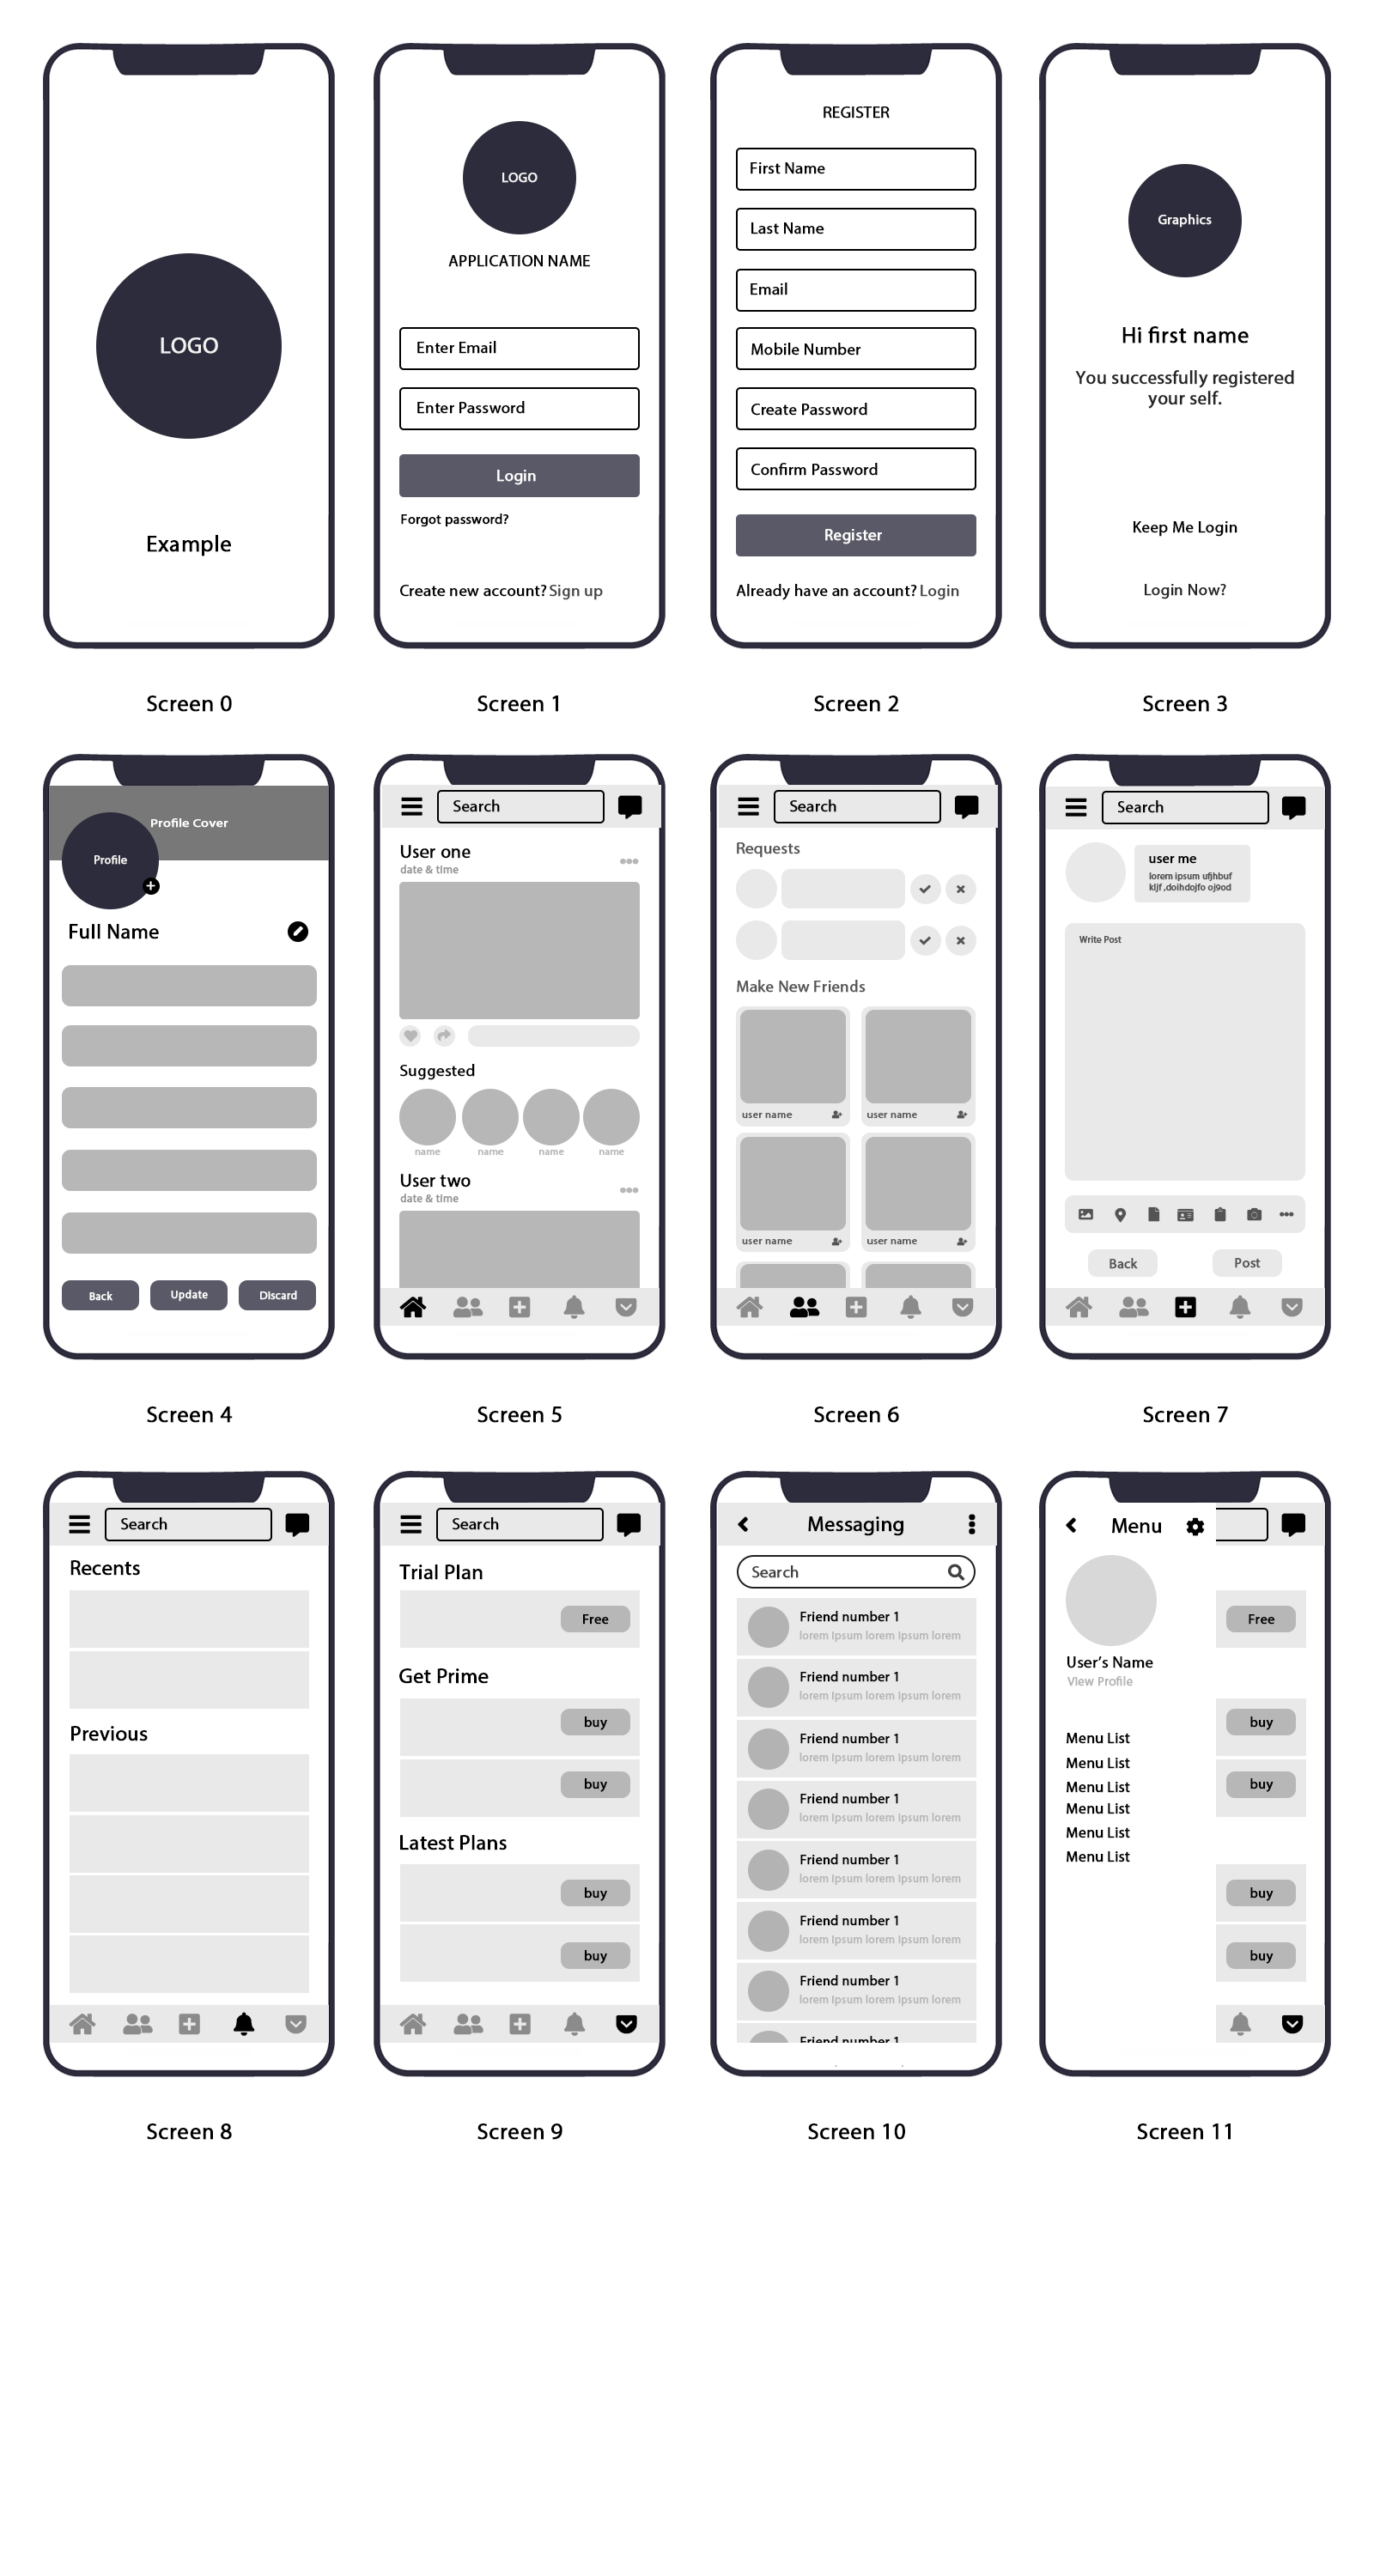 LOGO
Example
Screen 0
LOGO
APPLICATION NAME
Enter Email
Enter Password
Login
Forgot password?
Create new account? Sign up
Screen 1
REGISTER
First Name
Last Name
Email
Mobile Number
Create Password
Confirm Password
Register
Already have an account? Login
Screen 2
Graphics
Hi first name
You successfully registered
your self.
Keep Me Login
Login Now?
Screen 3
Profile Cover
Profile
Full Name
Back
Update
Discard
Screen 4
Search
User one
date & time
Suggested
name
name
name
name
User two
date & time
Screen 5
Search
Requests
Make New Friends
user name
user name
user name
user name
Screen 6
Search
user me
lorem ipsum ufjhbuf
kljf ,doihdojfo oj9od
Write Post
Back
Post
Screen 7
Search
Recents
Previous
Screen 8
Search
Trial Plan
Free
Get Prime
buy
buy
Latest Plans
buy
buy
Screen 9
Messaging
Search
Friend number 1
lorem ipsum lorem ipsum lorem
Friend number 1
lorem ipsum lorem ipsum lorem
Friend number 1
lorem ipsum lorem ipsum lorem
Friend number 1
lorem ipsum lorem ipsum lorem
Friend number 1
lorem ipsum lorem ipsum lorem
Friend number 1
lorem ipsum lorem ipsum lorem
Friend number 1
lorem ipsum lorem ipsum lorem
Friend number 1
Screen 10
Menu
User's Name
View Profile
Menu List
Menu List
Menu List
Menu List
Menu List
Menu List
Free
buy
buy
buy
buy
Screen 11